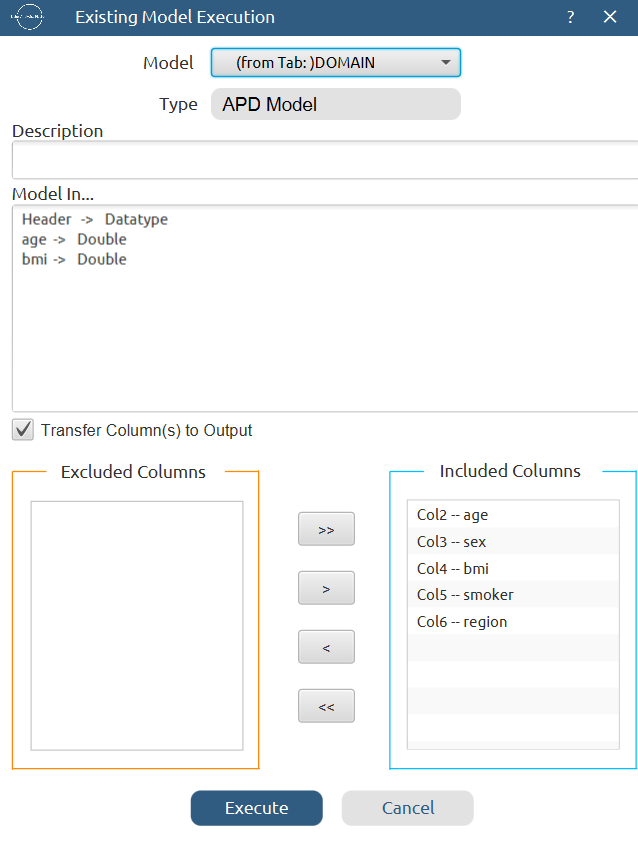 Existing Model Execution ?
Model (from Tab: )DOMAIN
Type APD Model
Description
Model In...
Header -> Datatype
age -> Double
bmi -> Double
Transfer Column(s) to Output
Excluded Columns
>>
>
<
<<
Included Columns
Col2 -- age
Col3 -- sex
Col4 -- bmi
Col5 -- smoker
Col6 -- region
Execute Cancel